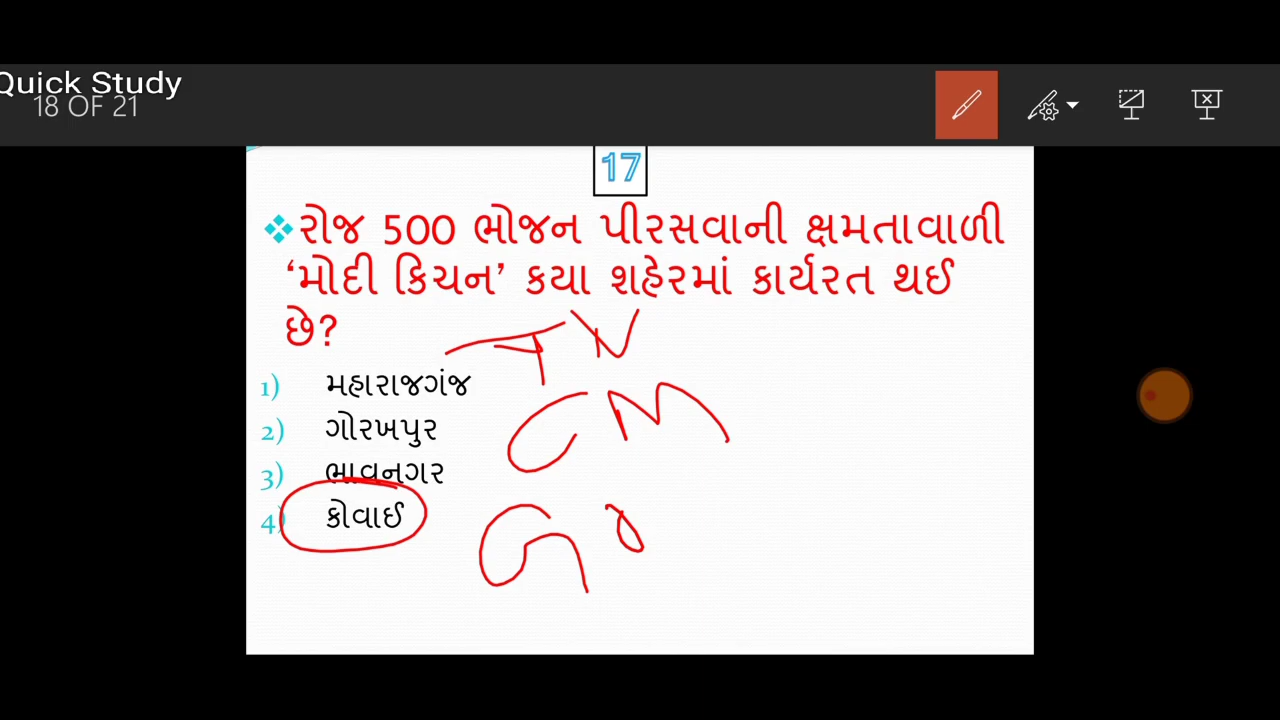 Quick Study
18 OF 21
17
રોજ 500 ભોજન પીરસવાની ક્ષમતાવાળી
‘મોદી કિચન’ કયા શહેરમાં કાર્યરત થઈ
છે?
1) મહારાજગંજ
2) ગોરખપુર
3) ભાવનગર
4) કોવાઈ
TN
CM